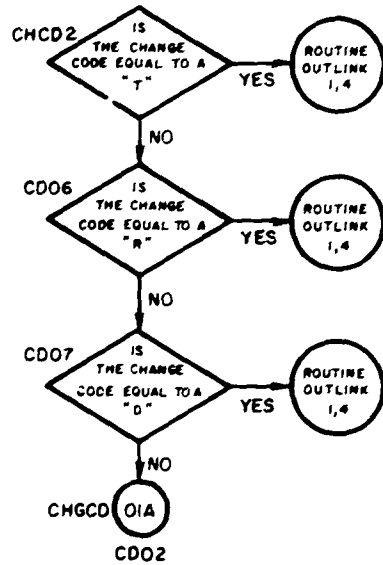 CHCD2
IS
THE CHANGE
CODE EQUAL TO A
"T"
YES
ROUTINE
OUTLINK
1,4
NO
CD06
IS
THE CHANGE
CODE EQUAL TO A
"R"
YES
ROUTINE
OUTLINK
1,4
NO
CD07
IS
THE CHANGE
CODE EQUAL TO A
"D"
YES
ROUTINE
OUTLINK
1,4
NO
CHGCD
01A
CD02